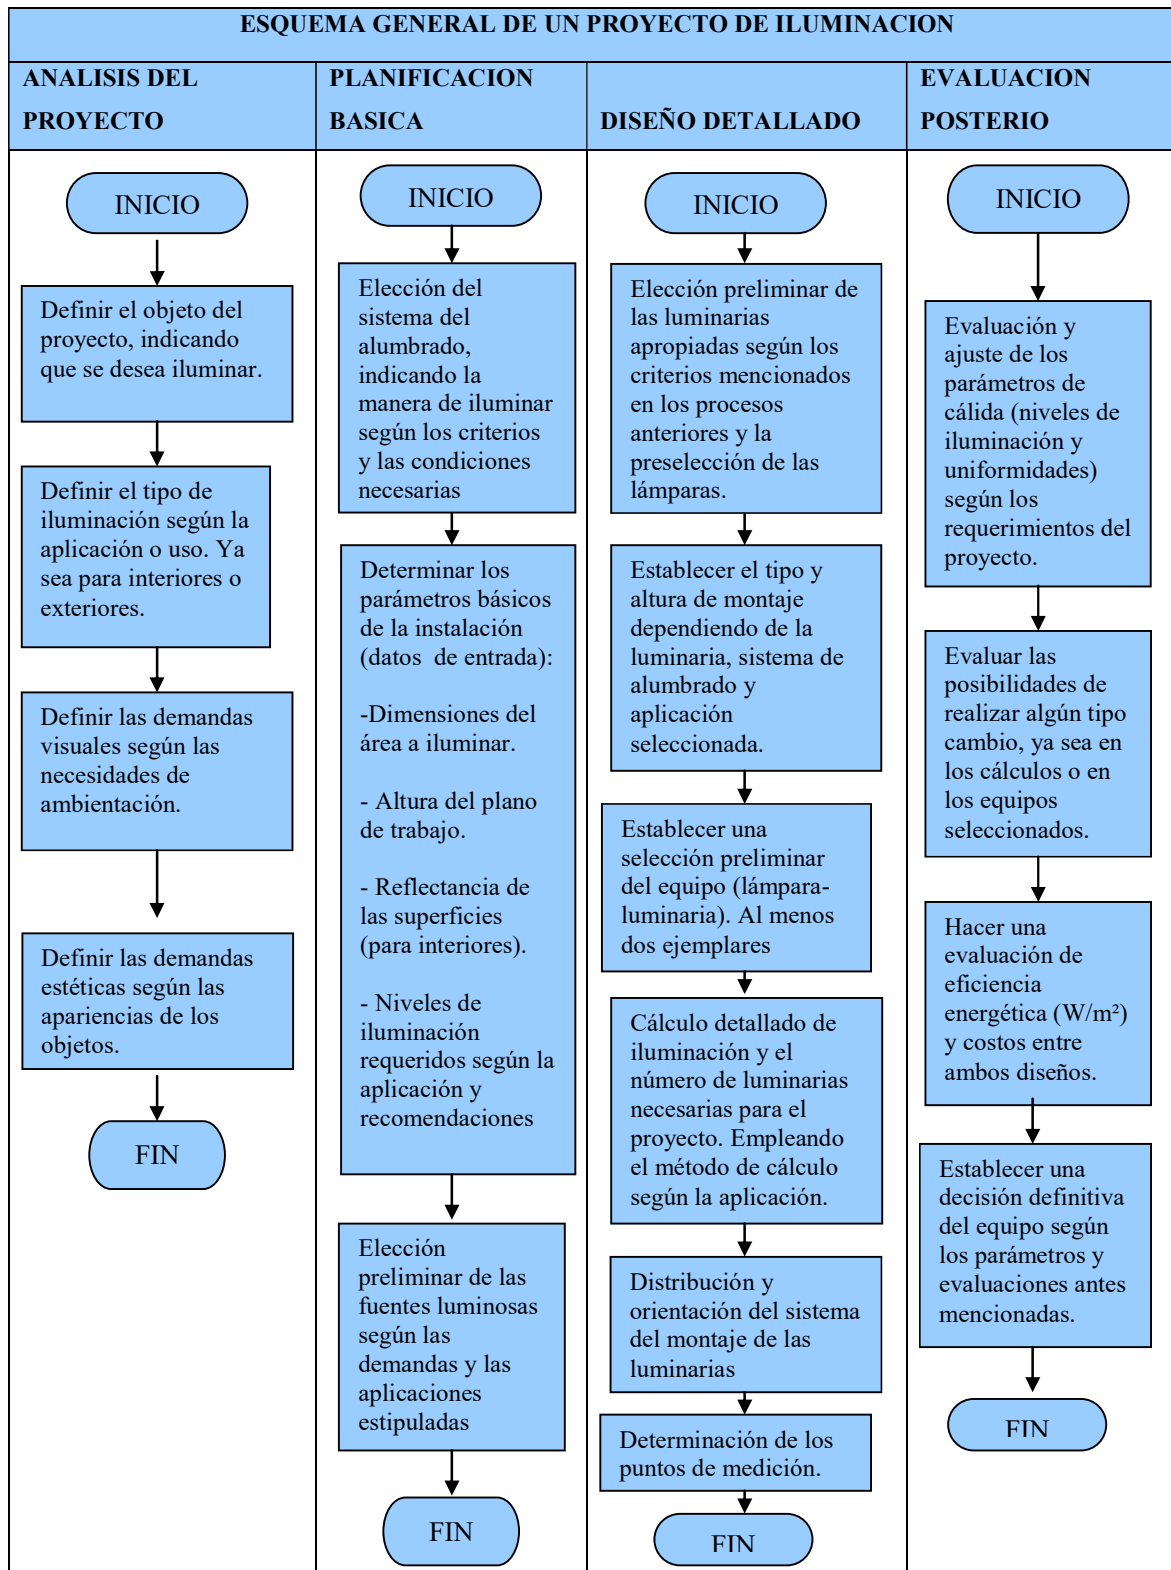 ESQUEMA GENERAL DE UN PROYECTO DE ILUMINACION
ANALISIS DEL
PROYECTO
PLANIFICACION
BASICA
DISEÑO DETALLADO
EVALUACION
POSTERIO
INICIO
Definir el objeto del
proyecto, indicando
que se desea iluminar.
Definir el tipo de
iluminación según la
aplicación o uso. Ya
sea para interiores o
exteriores.
Definir las demandas
visuales según las
necesidades de
ambientación.
Definir las demandas
estéticas según las
apariencias de los
objetos.
FIN
INICIO
Elección del
sistema del
alumbrado,
indicando la
manera de iluminar
según los criterios
y las condiciones
necesarias
Determinar los
parámetros básicos
de la instalación
(datos de entrada):
-Dimensiones del
área a iluminar.
- Altura del plano
de trabajo.
- Reflectancia de
las superficies
(para interiores).
- Niveles de
iluminación
requeridos según la
aplicación y
recomendaciones
Elección
preliminar de las
fuentes luminosas
según las
demandas y las
aplicaciones
estipuladas
FIN
INICIO
Elección preliminar de
las luminarias
apropiadas según los
criterios mencionados
en los procesos
anteriores y la
preselección de las
lámparas.
Establecer el tipo y
altura de montaje
dependiendo de la
luminaria, sistema de
alumbrado y
aplicación
seleccionada.
Establecer una
selección preliminar
del equipo (lámpara-
luminaria). Al menos
dos ejemplares
Cálculo detallado de
iluminación y el
número de luminarias
necesarias para el
proyecto. Empleando
el método de cálculo
según la aplicación.
Distribución y
orientación del sistema
del montaje de las
luminarias
Determinación de los
puntos de medición.
FIN
INICIO
Evaluación y
ajuste de los
parámetros de
cálida (niveles de
iluminación y
uniformidades)
según los
requerimientos del
proyecto.
Evaluar las
posibilidades de
realizar algún tipo
cambio, ya sea en
los cálculos o en
los equipos
seleccionados.
Hacer una
evaluación de
eficiencia
energética (W/m²)
y costos entre
ambos diseños.
Establecer una
decisión definitiva
del equipo según
los parámetros y
evaluaciones antes
mencionadas.
FIN